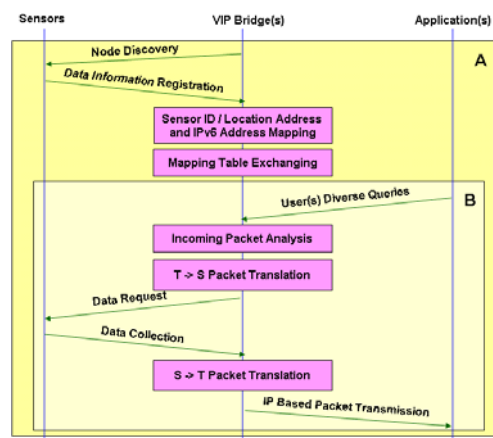 Sensors VIP Bridge(s) Application(s)
A
Node Discovery
Data Information Registration
Sensor ID / Location Address
and IPv6 Address Mapping
Mapping Table Exchanging
B
User(s) Diverse Queries
Incoming Packet Analysis
T -> S Packet Translation
Data Request
Data Collection
S -> T Packet Translation
IP Based Packet Transmission